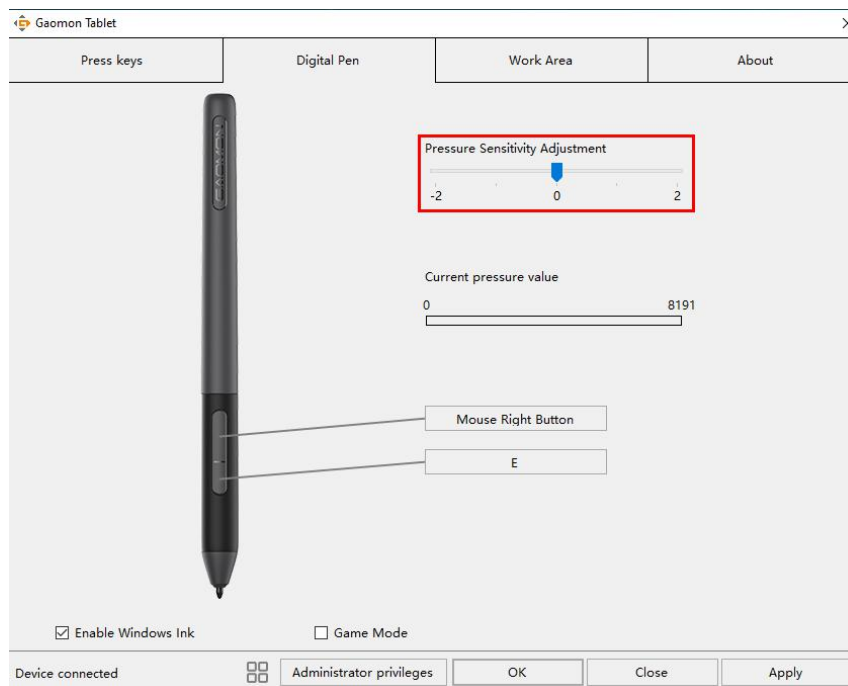 Gaomon Tablet
Press keys Digital Pen Work Area About
GAOMON
Pressure Sensitivity Adjustment
-2 0 2
Current pressure value
0 8191
Mouse Right Button
E
Enable Windows Ink Game Mode
Device connected Administrator privileges OK Close Apply